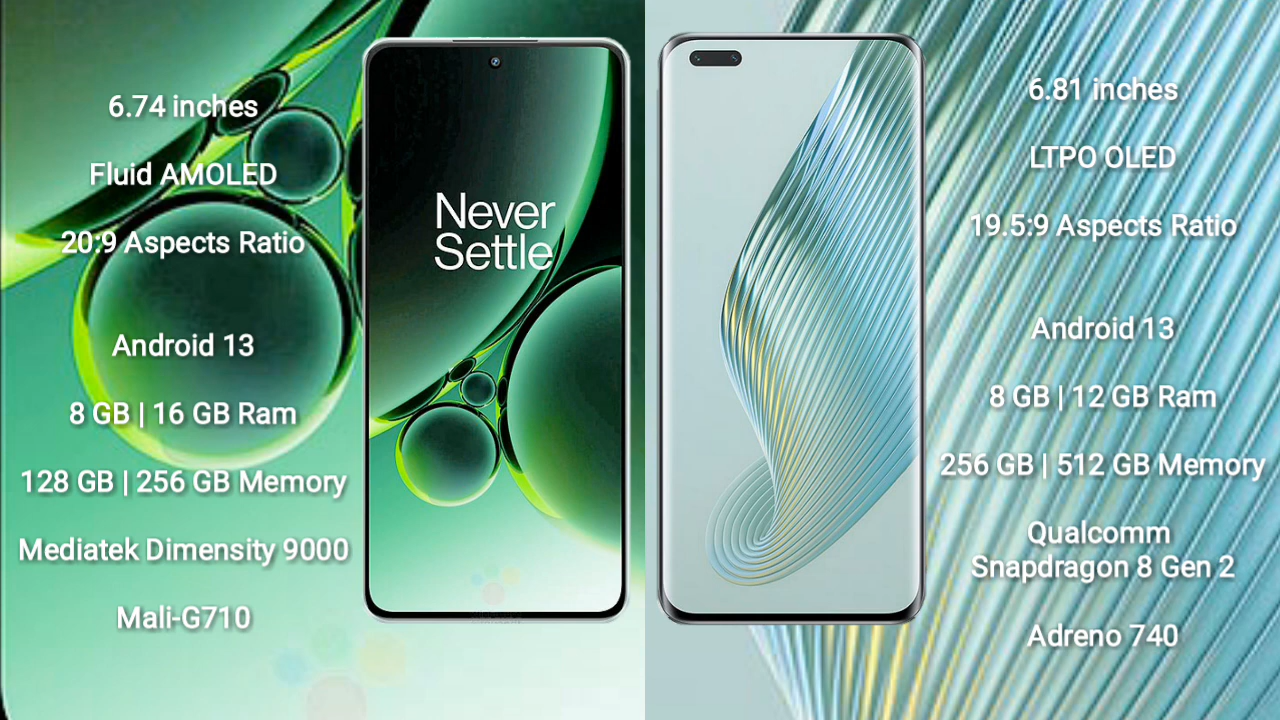 6.74 inches
Fluid AMOLED
20:9 Aspects Ratio
Android 13
8 GB | 16 GB Ram
128 GB | 256 GB Memory
Mediatek Dimensity 9000
Mali-G710
Never
Settle
6.81 inches
LTPO OLED
19.5:9 Aspects Ratio
Android 13
8 GB | 12 GB Ram
256 GB | 512 GB Memory
Qualcomm
Snapdragon 8 Gen 2
Adreno 740